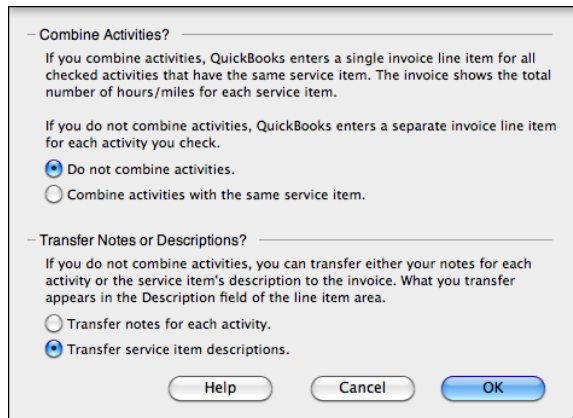 Combine Activities?
If you combine activities, QuickBooks enters a single invoice line item for all
checked activities that have the same service item. The invoice shows the total
number of hours/miles for each service item.
If you do not combine activities, QuickBooks enters a separate invoice line item
for each activity you check.
Do not combine activities.
Combine activities with the same service item.
Transfer Notes or Descriptions?
If you do not combine activities, you can transfer either your notes for each
activity or the service item's description to the invoice. What you transfer
appears in the Description field of the line item area.
Transfer notes for each activity.
Transfer service item descriptions.
Help Cancel OK